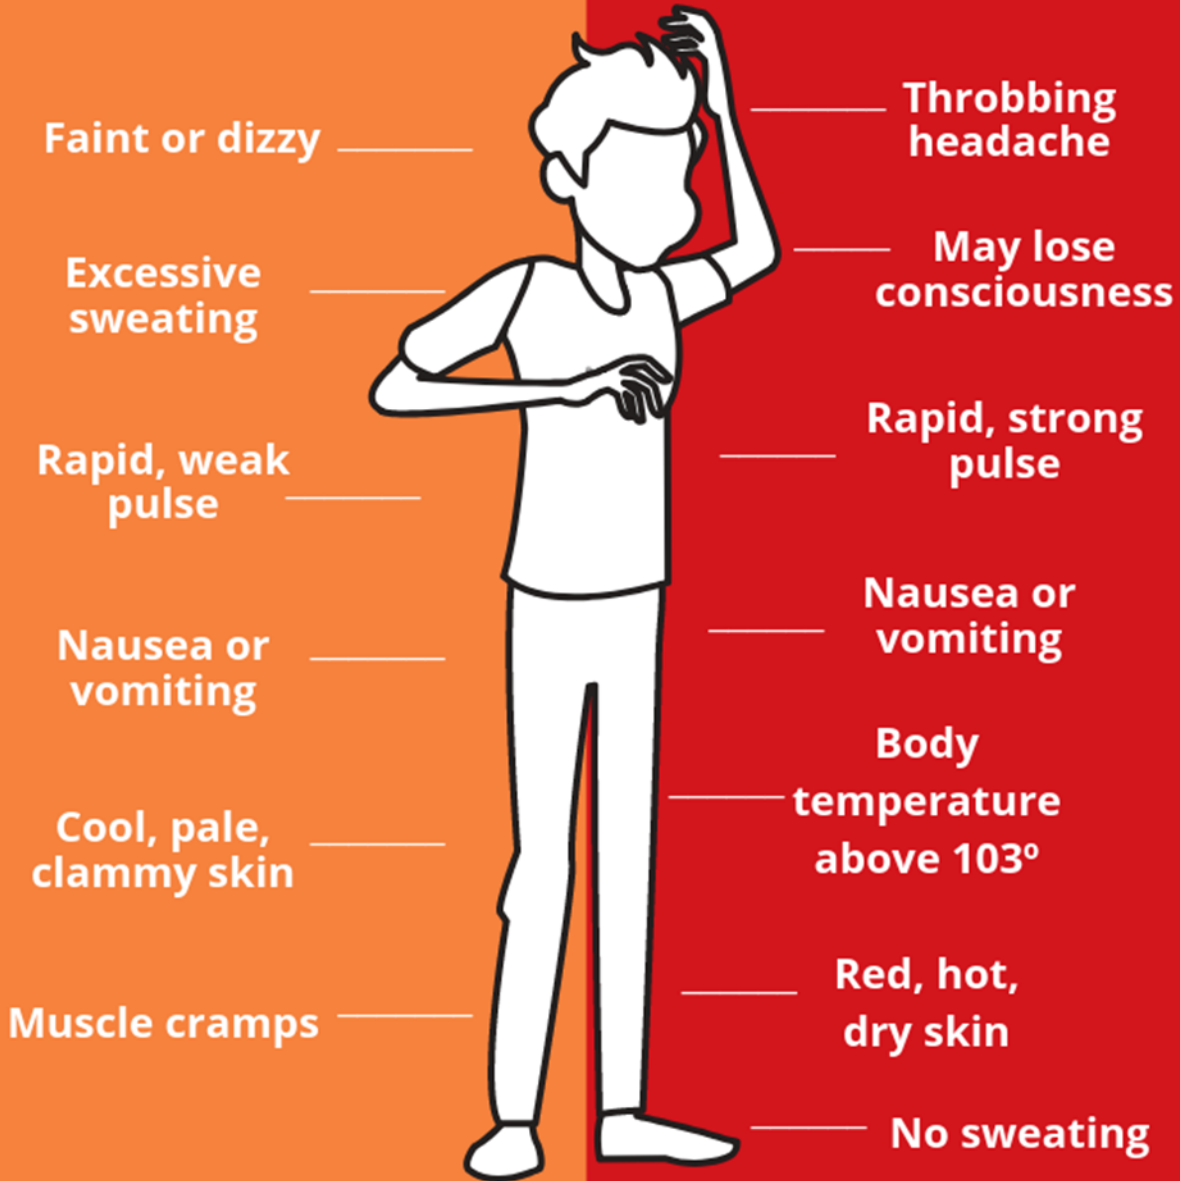 Faint or dizzy
Excessive
sweating
Rapid, weak
pulse
Nausea or
vomiting
Cool, pale,
clammy skin
Muscle cramps
Throbbing
headache
May lose
consciousness
Rapid, strong
pulse
Nausea or
vomiting
Body
temperature
above 103º
Red, hot,
dry skin
No sweating